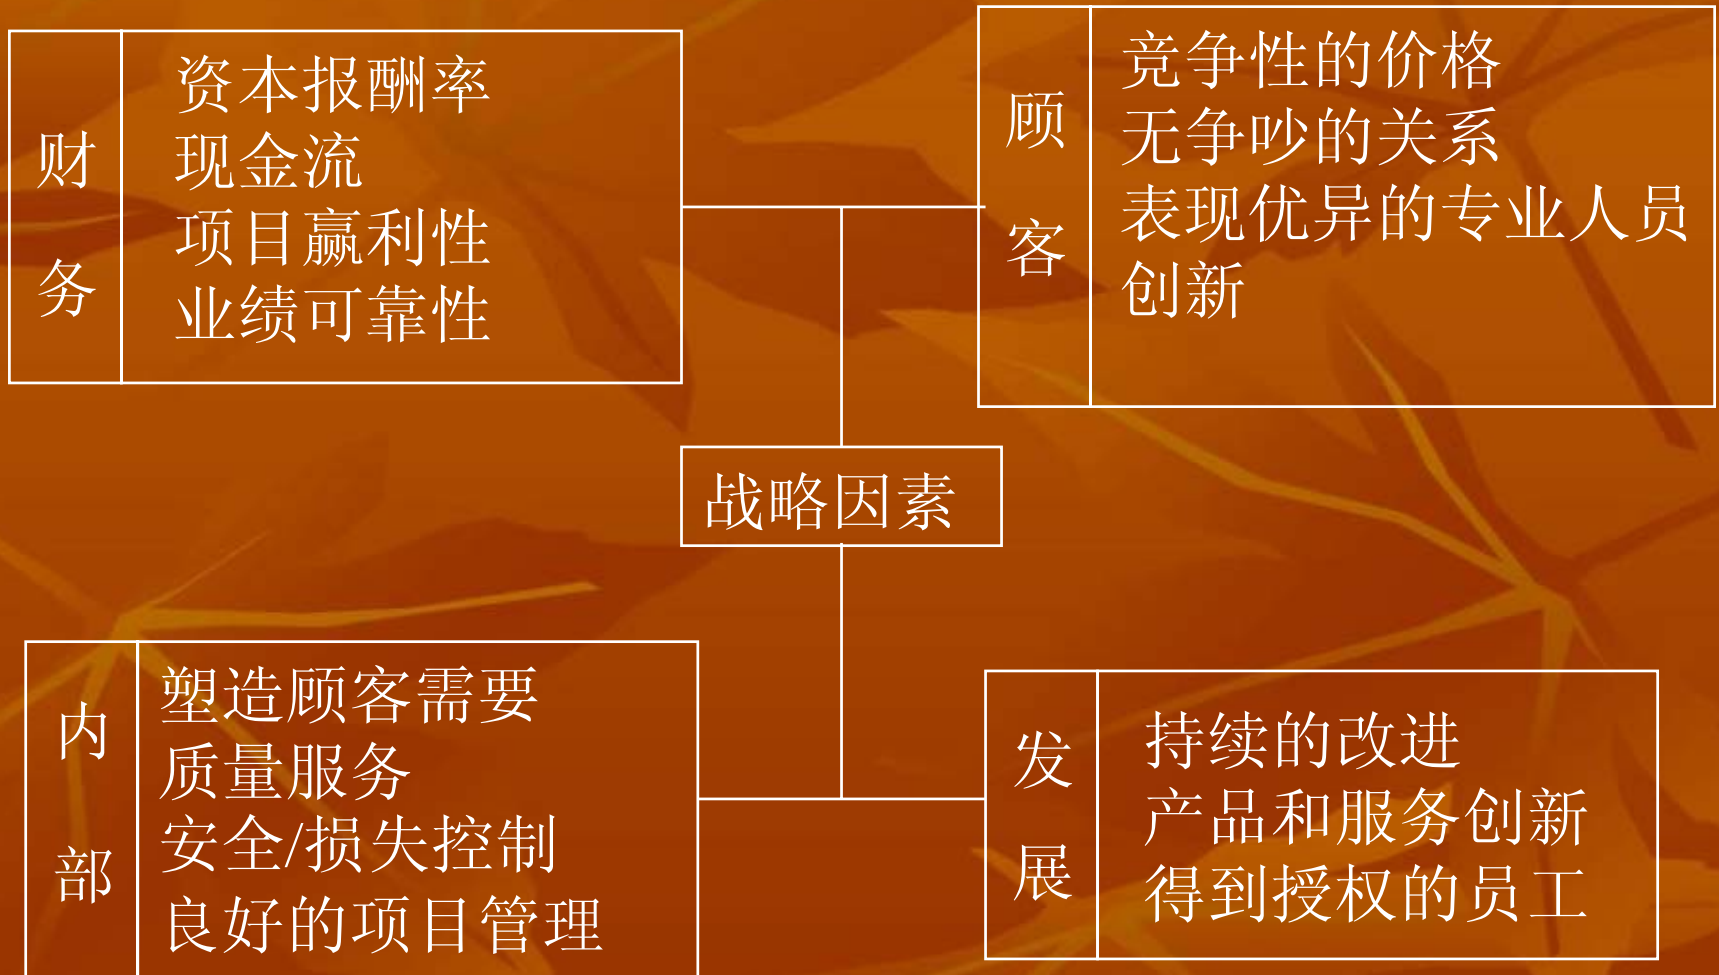 财务
资本报酬率
现金流
项目赢利性
业绩可靠性
顾客
竞争性的价格
无争吵的关系
表现优异的专业人员
创新
战略因素
内部
塑造顾客需要
质量服务
安全/损失控制
良好的项目管理
发展
持续的改进
产品和服务创新
得到授权的员工